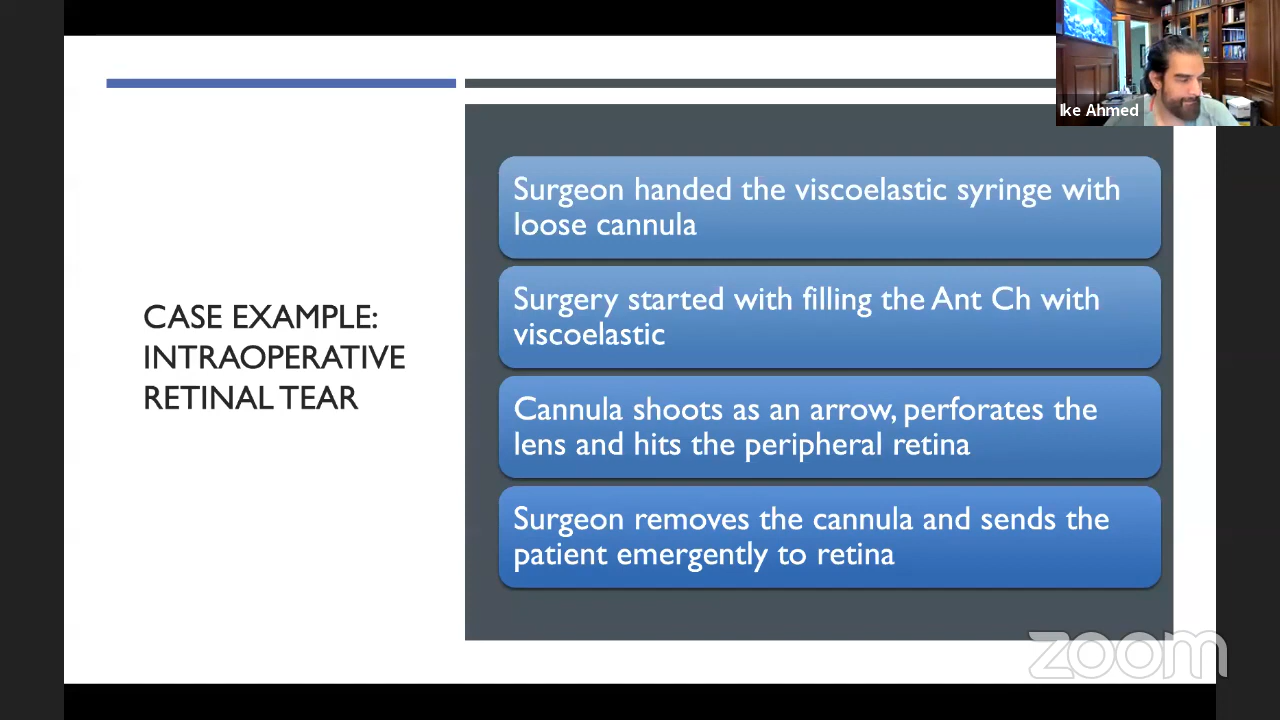 Ike Ahmed
CASE EXAMPLE:
INTRAOPERATIVE
RETINAL TEAR
Surgeon handed the viscoelastic syringe with
loose cannula
Surgery started with filling the Ant Ch with
viscoelastic
Cannula shoots as an arrow, perforates the
lens and hits the peripheral retina
Surgeon removes the cannula and sends the
patient emergently to retina
zoom